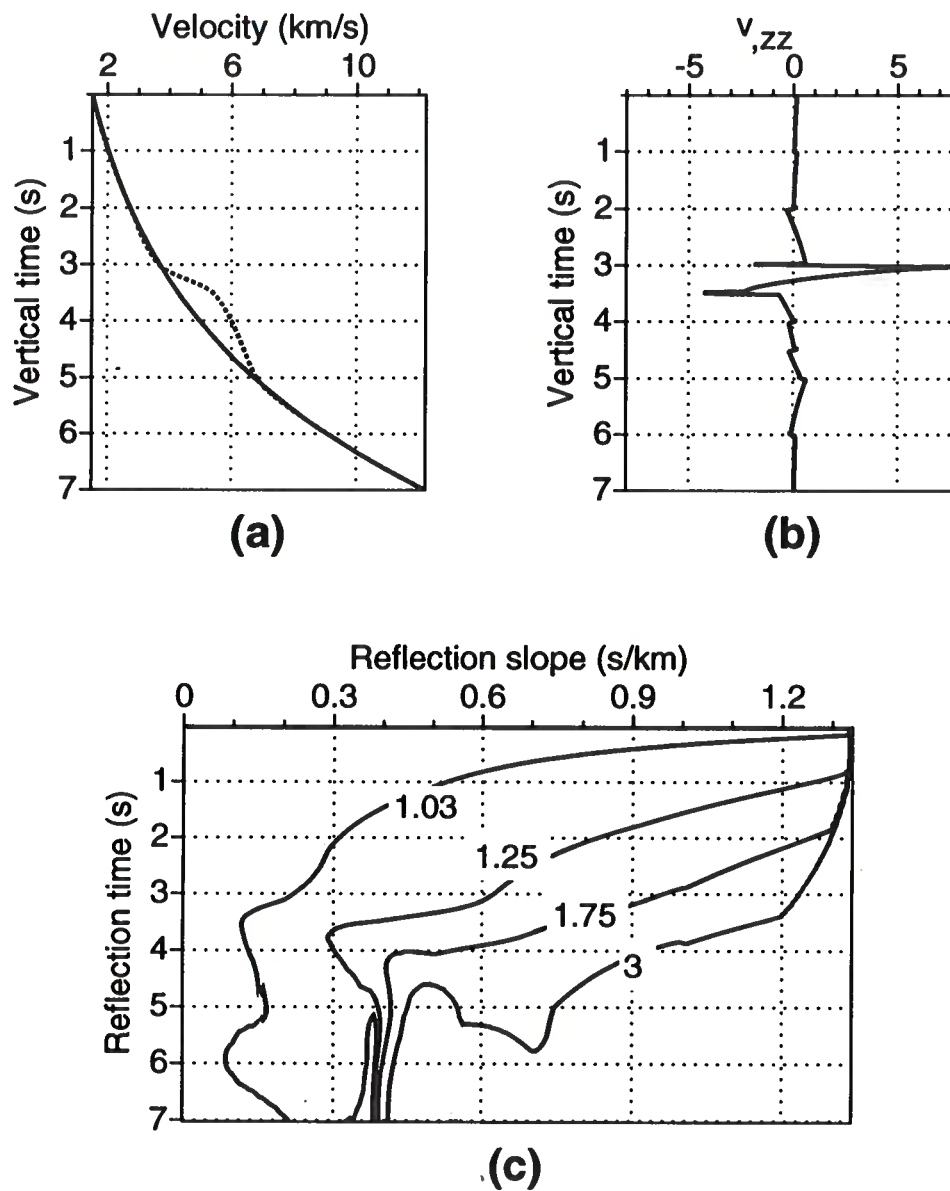 Velocity (km/s)
2 6 10
Vertical time (s)
1
2
3
4
5
6
7
(a)
v,zz
-5 0 5
Vertical time (s)
1
2
3
4
5
6
7
(b)
Reflection slope (s/km)
0 0.3 0.6 0.9 1.2
Reflection time (s)
1
2
3
4
5
6
7
1.03
1.25
1.75
3
(c)